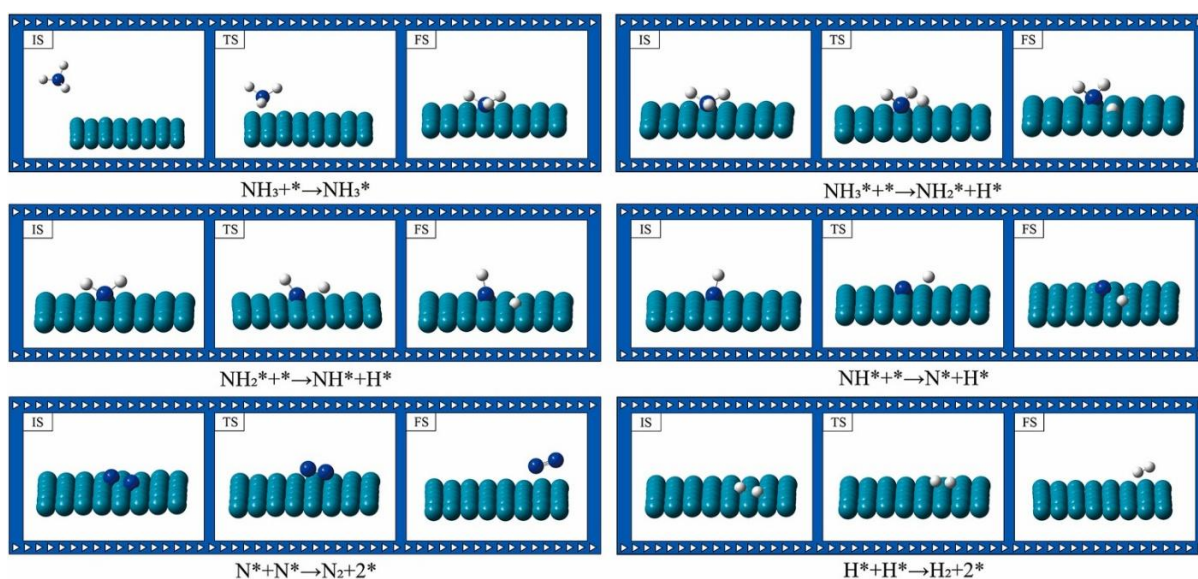 IS TS FS
IS TS FS
NH₃+*→NH₃*
NH₃*+*→NH₂*+H*
IS TS FS
IS TS FS
NH₂*+*→NH*+H*
NH*+*→N*+H*
IS TS FS
IS TS FS
N*+N*→N₂+2*
H*+H*→H₂+2*